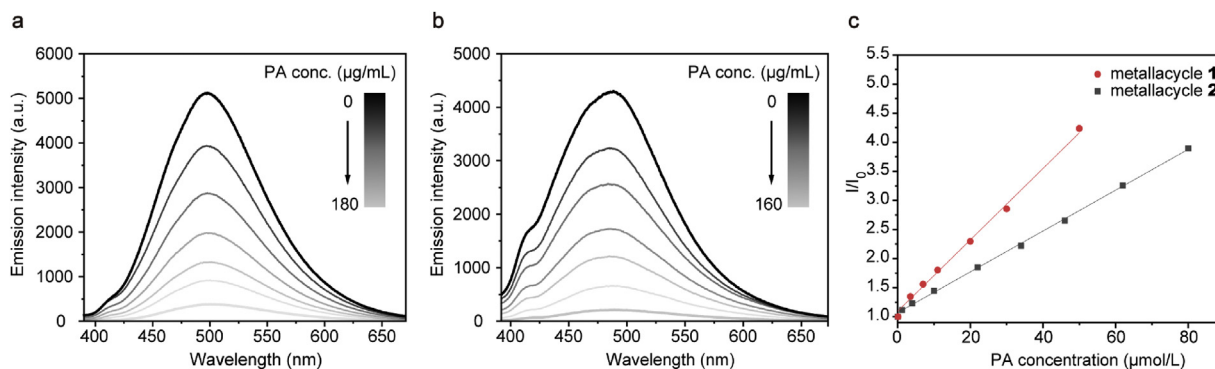 a
6000
5000
4000
3000
2000
1000
0
Emission intensity (a.u.)
400 450 500 550 600 650
Wavelength (nm)
PA conc. (μg/mL)
0
180
b
5000
4000
3000
2000
1000
0
Emission intensity (a.u.)
400 450 500 550 600 650
Wavelength (nm)
PA conc. (μg/mL)
0
160
c
5.5
5.0
4.5
4.0
3.5
3.0
2.5
2.0
1.5
1.0
I/I₀
0 20 40 60 80
PA concentration (μmol/L)
metallacycle 1
metallacycle 2